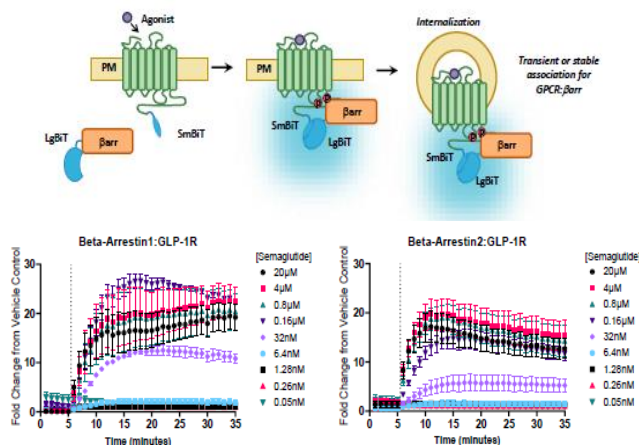 Agonist
PM
LgBiT
βarr
SmBiT
PM
P P
βarr
SmBiT
LgBiT
Internalization
Transient or stable
association for
GPCR:βarr
P P
βarr
SmBiT
LgBiT
Beta-Arrestin1:GLP-1R
Fold Change from Vehicle Control
30
20
10
0
0 5 10 15 20 25 30 35
Time (minutes)
[Semaglutide]
20µM
4µM
0.8µM
0.16µM
32nM
6.4nM
1.28nM
0.26nM
0.05nM
Beta-Arrestin2:GLP-1R
Fold Change from Vehicle Control
30
20
10
0
0 5 10 15 20 25 30 35
Time (minutes)
[Semaglutide]
20µM
4µM
0.8µM
0.16µM
32nM
6.4nM
1.28nM
0.26nM
0.05nM